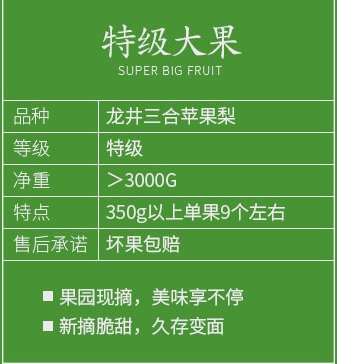 特级大果
SUPER BIG FRUIT
品种 龙井三合苹果梨
等级 特级
净重 ＞3000G
特点 350g以上单果9个左右
售后承诺 坏果包赔
■ 果园现摘，美味享不停
■ 新摘脆甜，久存变面